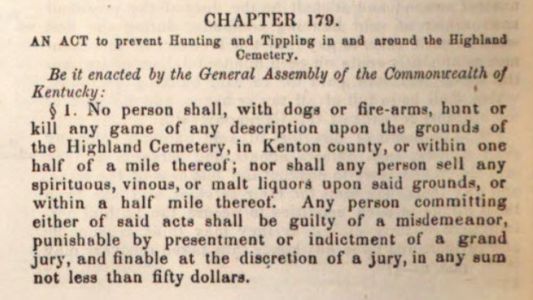 CHAPTER 179.
AN ACT to prevent Hunting and Tippling in and around the Highland
Cemetery.
Be it enacted by the General Assembly of the Commonwealth of
Kentucky:
§ 1. No person shall, with dogs or fire-arms, hunt or
kill any game of any description upon the grounds of
the Highland Cemetery, in Kenton county, or within one
half of a mile thereof; nor shall any person sell any
spirituous, vinous, or malt liquors upon said grounds, or
within a half mile thereof. Any person committing
either of said acts shall be guilty of a misdemeanor,
punishable by presentment or indictment of a grand
jury, and finable at the discretion of a jury, in any sum
not less than fifty dollars.